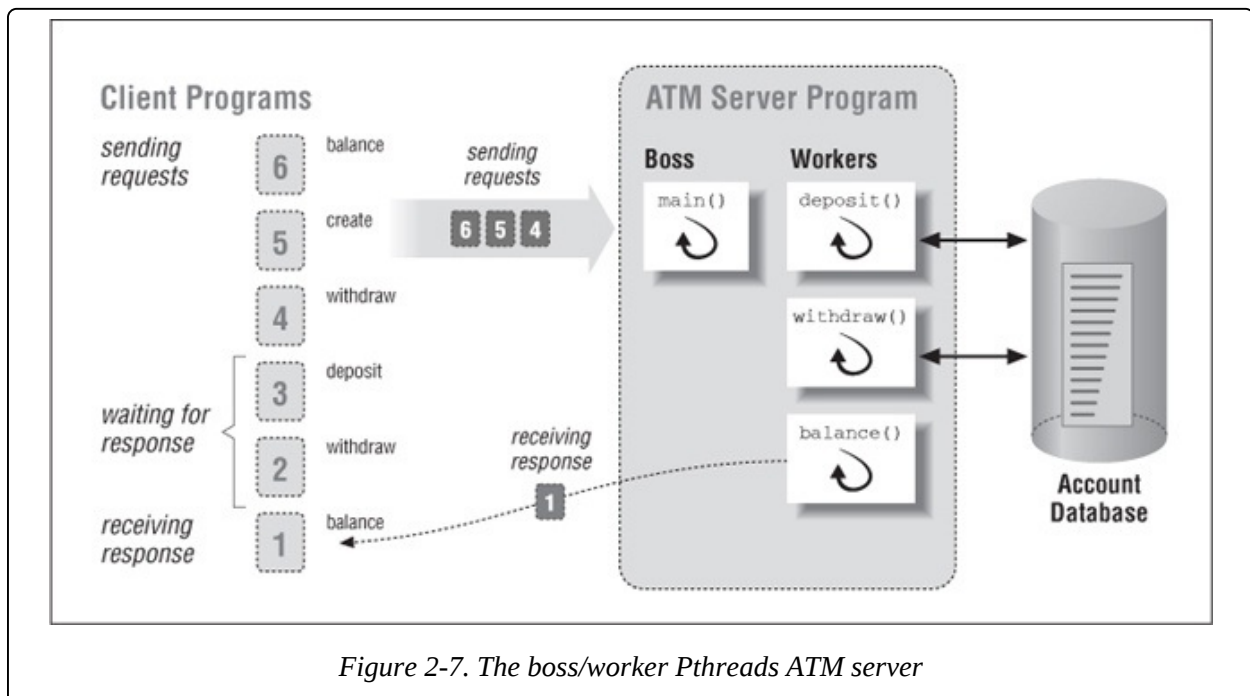 Client Programs
sending
requests
6
balance
5
create
4
withdraw
waiting for
response
3
deposit
2
withdraw
receiving
response
1
balance
sending
requests
6 5 4
receiving
response
1
ATM Server Program
Boss
main()
Workers
deposit()
withdraw()
balance()
Account
Database
Figure 2-7. The boss/worker Pthreads ATM server